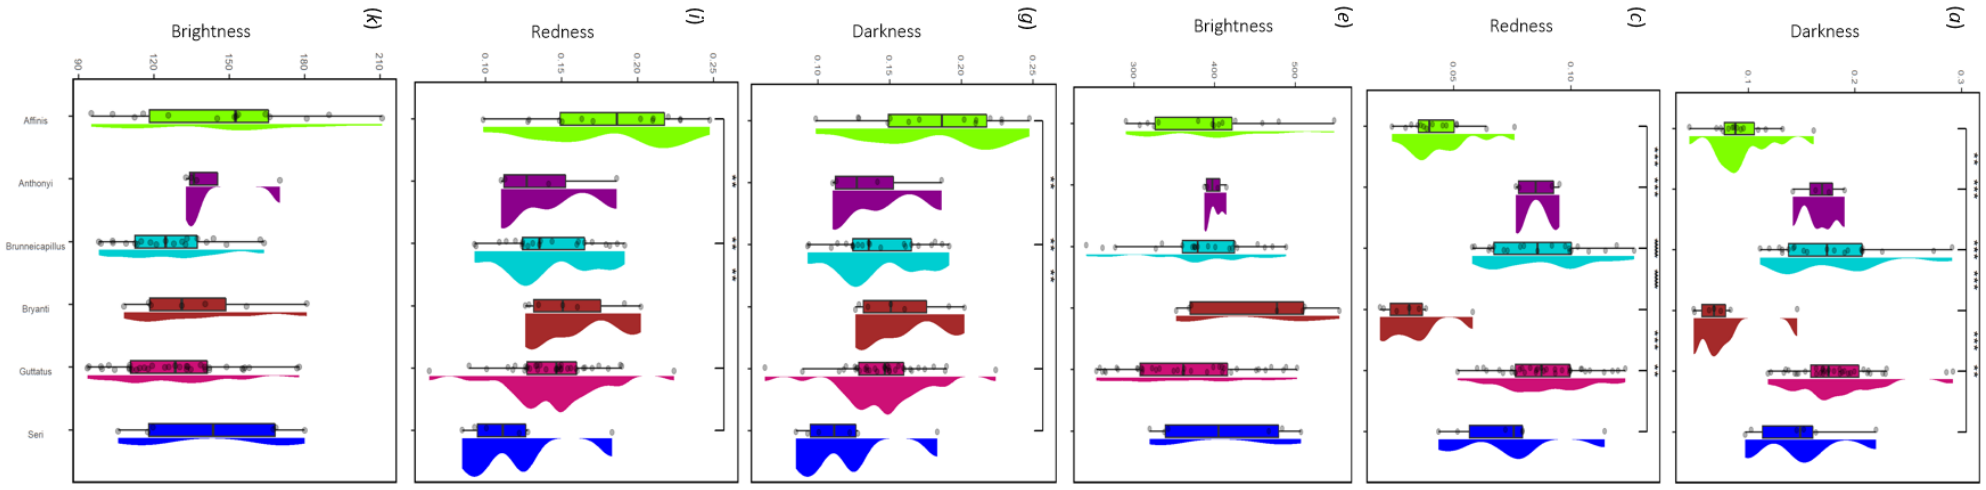 (k)
Brightness
90 120 150 180 210
Affinis
Anthonyi
Brunneicapillus
Bryanti
Guttatus
Seri
(i)
Redness
0.10 0.15 0.20 0.25
**
**
**
(g)
Darkness
0.10 0.15 0.20 0.25
**
**
**
(e)
Brightness
300 400 500
(c)
Redness
0.05 0.10
***
***
***
**
(a)
Darkness
0.1 0.2 0.3
**
***
***
***
***
**